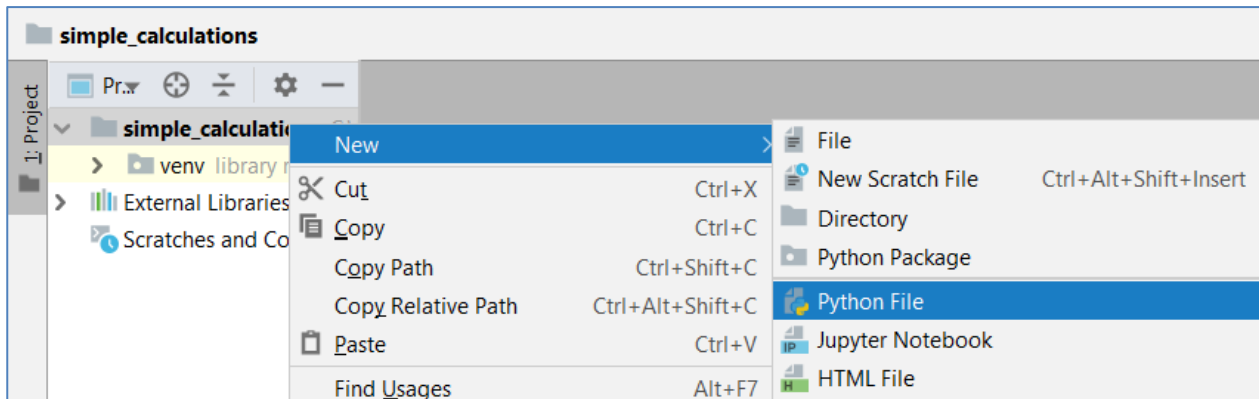 simple_calculations
1: Project
Pr...
simple_calculatio
venv library r
External Libraries
Scratches and Co
New
Cut Ctrl+X
Copy Ctrl+C
Copy Path Ctrl+Shift+C
Copy Relative Path Ctrl+Alt+Shift+C
Paste Ctrl+V
Find Usages Alt+F7
File
New Scratch File Ctrl+Alt+Shift+Insert
Directory
Python Package
Python File
IP Jupyter Notebook
H HTML File